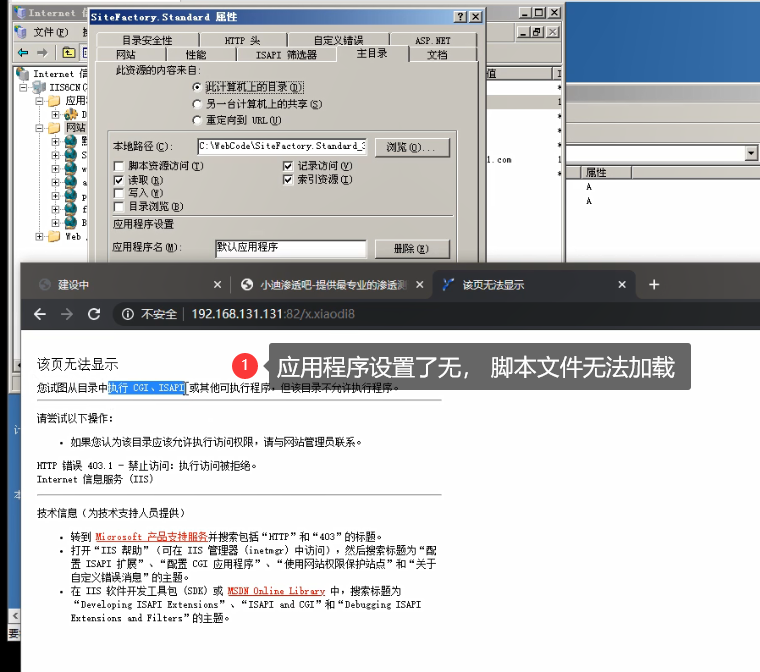 Internet 信
SiteFactory.Standard 属性
文件(F)
目录安全性 HTTP 头 自定义错误 ASP.NET
网站 性能 ISAPI 筛选器 主目录 文档
此资源的内容来自:
此计算机上的目录(D)
另一台计算机上的共享(S)
重定向到 URL(U)
本地路径(C): C:\WebCode\SiteFactory.Standard_3 浏览(O)...
脚本资源访问(T) 记录访问(V)
读取(R) 索引资源(I)
写入(W)
目录浏览(B)
应用程序设置
应用程序名(M): 默认应用程序 删除(E)
Internet 信
IIS6CN
应用
网站
Web
值
1.com
属性
A
A
建设中
小迪渗透吧-提供最专业的渗透测
该页无法显示
不安全 192.168.131.131:82/x.xiaodi8
该页无法显示
1 应用程序设置了无， 脚本文件无法加载
您试图从目录中执行 CGI、ISAPI 或其他可执行程序，但该目录不允许执行程序。
请尝试以下操作:
• 如果您认为该目录应该允许执行访问权限，请与网站管理员联系。
HTTP 错误 403.1 - 禁止访问: 执行访问被拒绝。
Internet 信息服务 (IIS)
技术信息（为技术支持人员提供）
• 转到 Microsoft 产品支持服务并搜索包括“HTTP”和“403”的标题。
• 打开“IIS 帮助”（可在 IIS 管理器 (inetmgr) 中访问），然后搜索标题为“配
置 ISAPI 扩展”、“配置 CGI 应用程序”、“使用网站权限保护站点”和“关于
自定义错误消息”的主题。
• 在 IIS 软件开发工具包 (SDK) 或 MSDN Online Library 中，搜索标题为
“Developing ISAPI Extensions”、“ISAPI and CGI”和“Debugging ISAPI
Extensions and Filters”的主题。